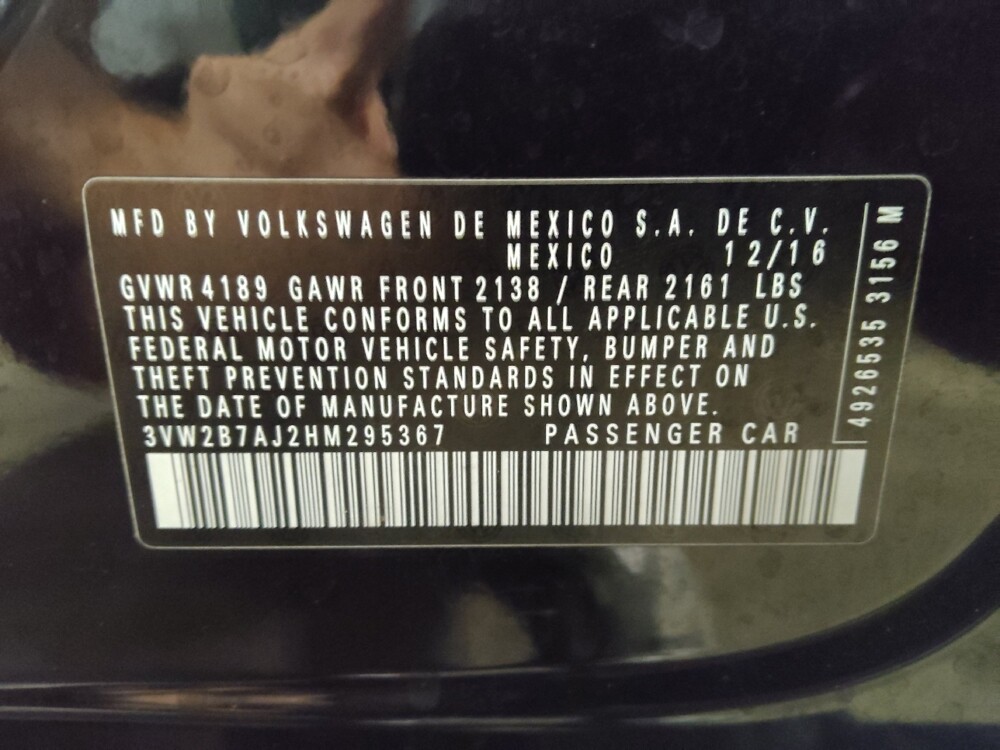 MFD BY VOLKSWAGEN DE MEXICO S.A. DE C.V.
MEXICO 12/16
GVWR 4189 GAWR FRONT 2138 / REAR 2161 LBS
THIS VEHICLE CONFORMS TO ALL APPLICABLE U.S.
FEDERAL MOTOR VEHICLE SAFETY, BUMPER AND
THEFT PREVENTION STANDARDS IN EFFECT ON
THE DATE OF MANUFACTURE SHOWN ABOVE.
3VW2B7AJ2HM295367 PASSENGER CAR
4926535 3156 M